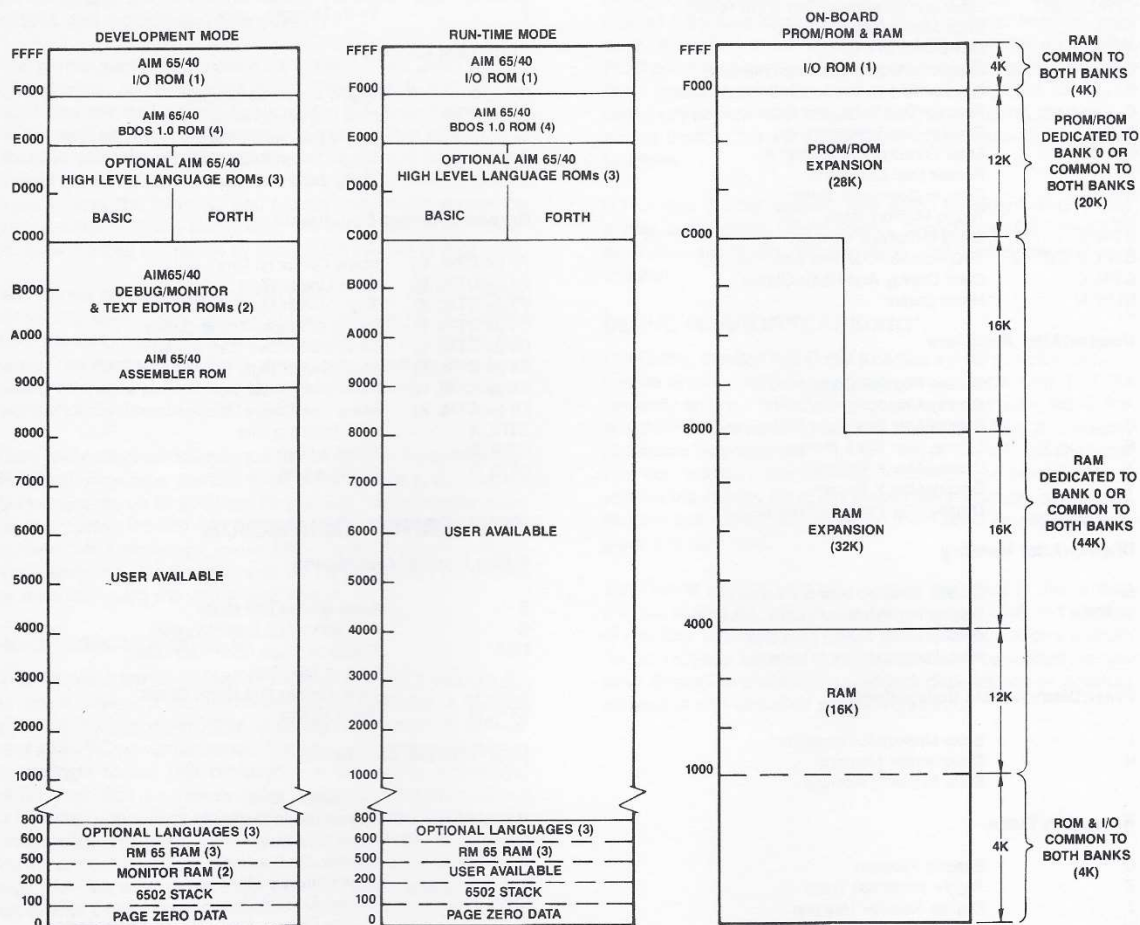 DEVELOPMENT MODE
FFFF
AIM 65/40
I/O ROM (1)
F000
AIM 65/40
BDOS 1.0 ROM (4)
E000
OPTIONAL AIM 65/40
HIGH LEVEL LANGUAGE ROMs (3)
D000
BASIC
FORTH
C000
AIM65/40
DEBUG/MONITOR
& TEXT EDITOR ROMs (2)
B000
A000
AIM 65/40
ASSEMBLER ROM
9000
8000
7000
6000
USER AVAILABLE
5000
4000
3000
2000
1000
800
OPTIONAL LANGUAGES (3)
600
RM 65 RAM (3)
500
MONITOR RAM (2)
200
6502 STACK
100
PAGE ZERO DATA
0
RUN-TIME MODE
FFFF
AIM 65/40
I/O ROM (1)
F000
AIM 65/40
BDOS 1.0 ROM (4)
E000
OPTIONAL AIM 65/40
HIGH LEVEL LANGUAGE ROMs (3)
D000
BASIC
FORTH
C000
B000
A000
9000
8000
7000
6000
USER AVAILABLE
5000
4000
3000
2000
1000
800
OPTIONAL LANGUAGES (3)
600
RM 65 RAM (3)
500
USER AVAILABLE
200
6502 STACK
100
PAGE ZERO DATA
0
ON-BOARD
PROM/ROM & RAM
FFFF
I/O ROM (1)
F000
PROM/ROM
EXPANSION
(28K)
C000
8000
RAM
EXPANSION
(32K)
4000
RAM
(16K)
1000
4K
12K
16K
16K
12K
4K
RAM
COMMON TO
BOTH BANKS
(4K)
PROM/ROM
DEDICATED TO
BANK 0 OR
COMMON TO
BOTH BANKS
(20K)
RAM
DEDICATED TO
BANK 0 OR
COMMON TO
BOTH BANKS
(44K)
ROM & I/O
COMMON TO
BOTH BANKS
(4K)